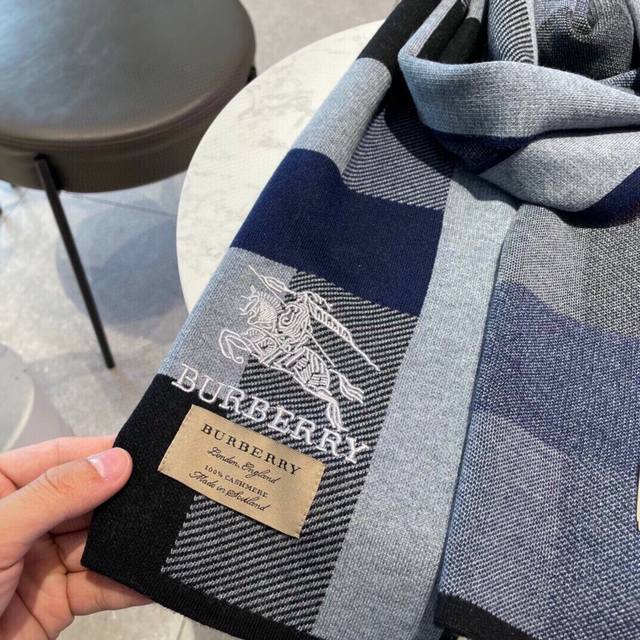 BURBERRY
BURBERRY
London, England
100% CASHMERE
Made in Scotland